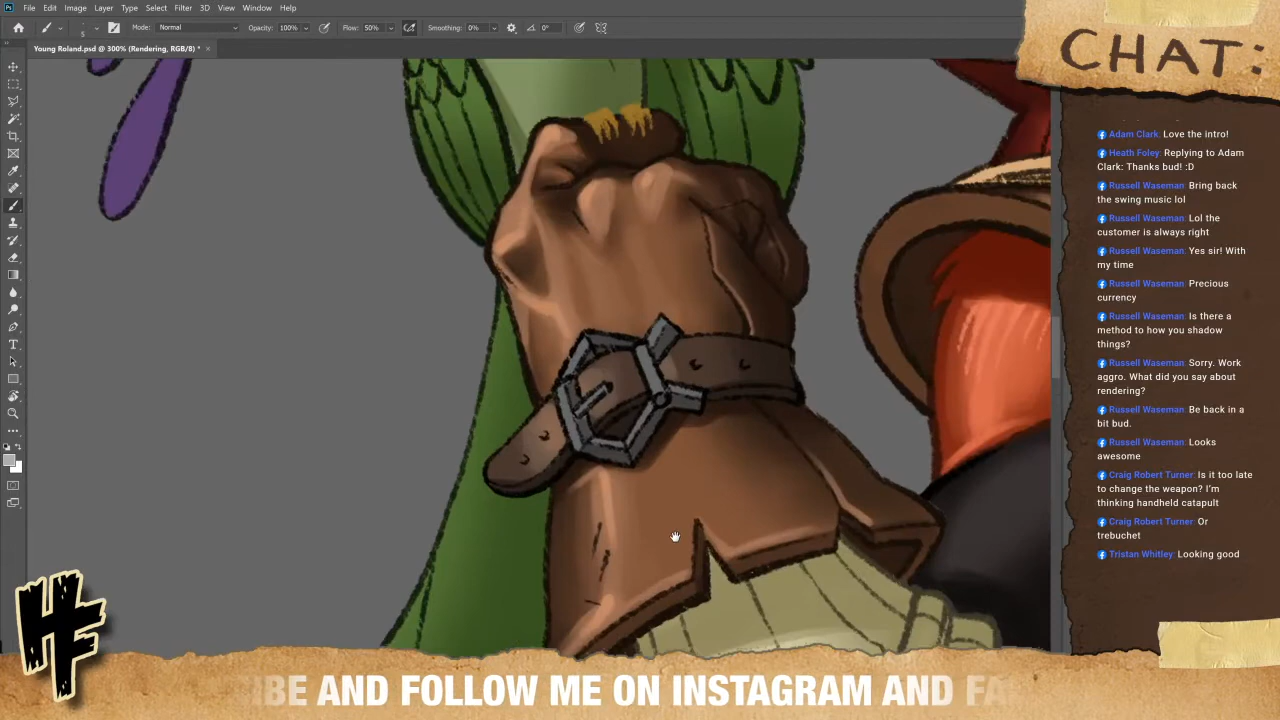 File Edit Image Layer Type Select Filter 3D View Window Help
Mode: Normal Opacity: 100% Flow: 50% Smoothing: 0% 0°
5
Young Roland.psd @ 300% (Rendering, RGB/8) *
CHAT:
Adam Clark: Love the intro!
Heath Foley: Replying to Adam
Clark: Thanks bud! :D
Russell Waseman: Bring back
the swing music lol
Russell Waseman: Lol the
customer is always right
Russell Waseman: Yes sir! With
my time
Russell Waseman: Precious
currency
Russell Waseman: Is there a
method to how you shadow
things?
Russell Waseman: Sorry. Work
aggro. What did you say about
rendering?
Russell Waseman: Be back in a
bit bud.
Russell Waseman: Looks
awesome
Craig Robert Turner: Is it too late
to change the weapon? I'm
thinking handheld catapult
Craig Robert Turner: Or
trebuchet
Tristan Whitley: Looking good
HF
IBE AND FOLLOW ME ON INSTAGRAM AND FA